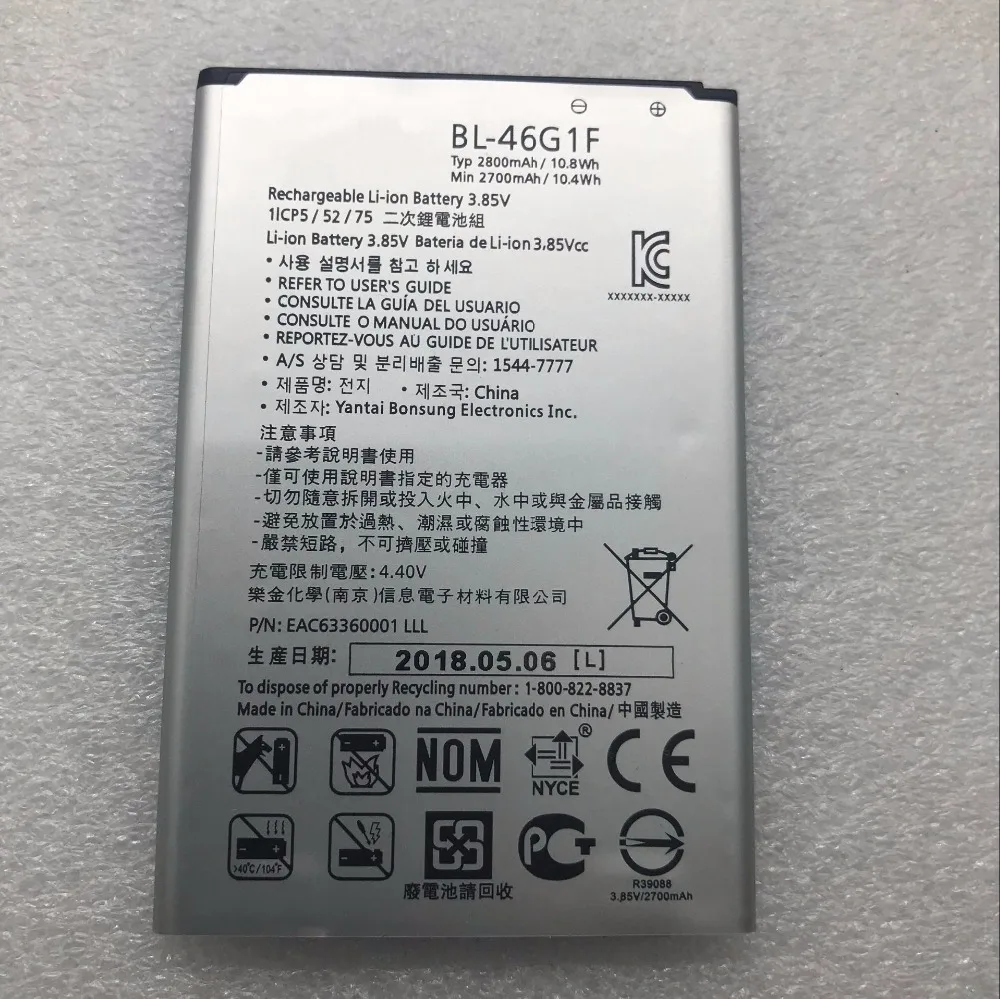 ⊖ ⊕
BL-46G1F
Typ 2800mAh / 10.8Wh
Min 2700mAh / 10.4Wh
Rechargeable Li-ion Battery 3.85V
1ICP5 / 52 / 75 二次鋰電池組
Li-ion Battery 3.85V Bateria de Li-ion 3,85Vcc
• 사용 설명서를 참고 하세요
• REFER TO USER'S GUIDE
• CONSULTE LA GUÍA DEL USUARIO
• CONSULTE O MANUAL DO USUÁRIO
• REPORTEZ-VOUS AU GUIDE DE L'UTILISATEUR
• A/S 상담 및 분리배출 문의: 1544-7777
• 제품명: 전지 • 제조국: China
• 제조자: Yantai Bonsung Electronics Inc.
KC
XXXXXXX-XXXXX
注意事項
-請參考說明書使用
-僅可使用說明書指定的充電器
-切勿隨意拆開或投入火中、水中或與金屬品接觸
-避免放置於過熱、潮濕或腐蝕性環境中
-嚴禁短路，不可擠壓或碰撞
充電限制電壓: 4.40V
樂金化學(南京)信息電子材料有限公司
P/N: EAC63360001 LLL
生產日期: 2018.05.06 [L]
To dispose of properly Recycling number : 1-800-822-8837
Made in China/Fabricado na China/Fabricado en China/ 中國製造
NOM
NYCE ®
CE
>40°C/104°F
廢電池請回收
PCT
R39088
3.85V/2700mAh